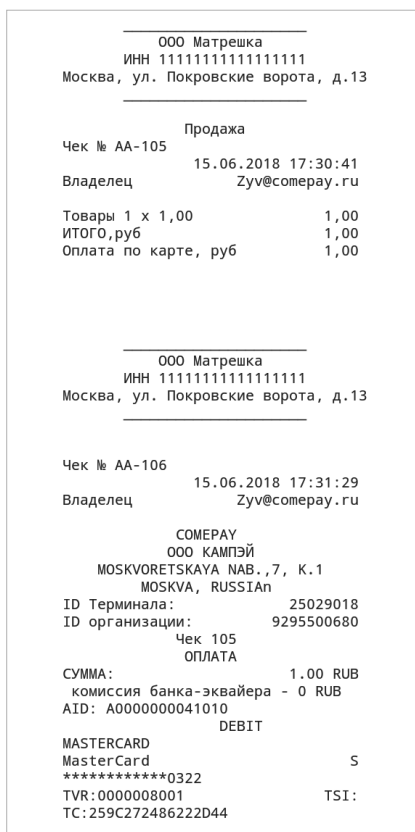 ООО Матрешка
ИНН 11111111111111111
Москва, ул. Покровские ворота, д.13
Продажа
Чек № АА-105
15.06.2018 17:30:41
Владелец Zyv@comepay.ru
Товары 1 х 1,00 1,00
ИТОГО,руб 1,00
Оплата по карте, руб 1,00
ООО Матрешка
ИНН 11111111111111111
Москва, ул. Покровские ворота, д.13
Чек № АА-106
15.06.2018 17:31:29
Владелец Zyv@comepay.ru
COMEPAY
ООО КАМПЭЙ
MOSKVORETSKAYA NAB.,7, K.1
MOSKVA, RUSSIAn
ID Терминала: 25029018
ID организации: 9295500680
Чек 105
ОПЛАТА
СУММА: 1.00 RUB
комиссия банка-эквайера - 0 RUB
AID: A0000000041010
DEBIT
MASTERCARD
MasterCard S
************0322
TVR:0000008001 TSI:
TC:259C272486222D44